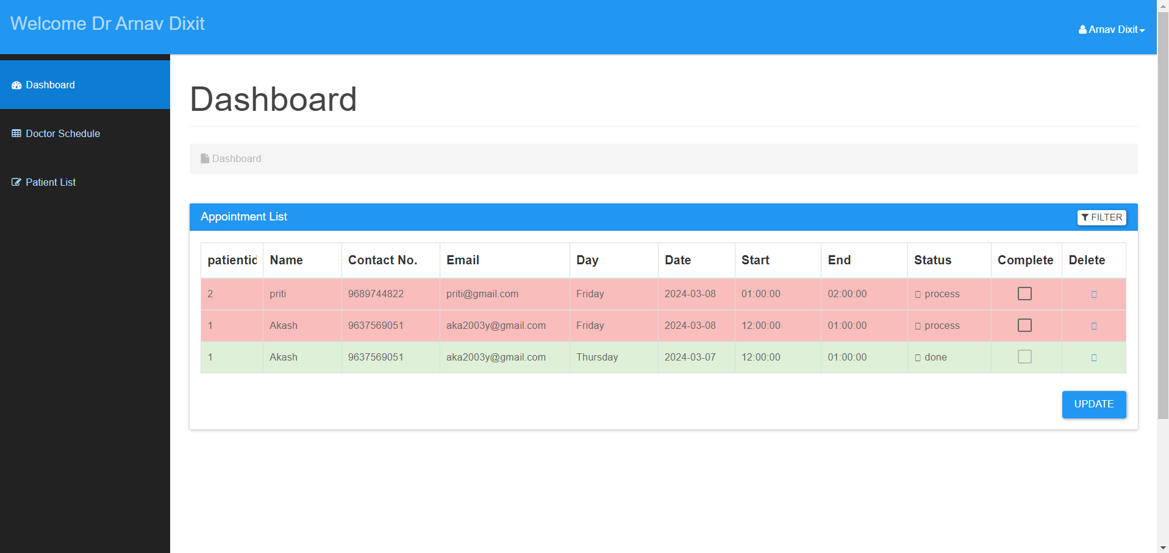 Welcome Dr Arnav Dixit
Arnav Dixit
Dashboard
Doctor Schedule
Patient List
Dashboard
Dashboard
Appointment List
FILTER
patientid Name Contact No. Email Day Date Start End Status Complete Delete
2 priti 9689744822 priti@gmail.com Friday 2024-03-08 01:00:00 02:00:00 process
1 Akash 9637569051 aka2003y@gmail.com Friday 2024-03-08 12:00:00 01:00:00 process
1 Akash 9637569051 aka2003y@gmail.com Thursday 2024-03-07 12:00:00 01:00:00 done
UPDATE